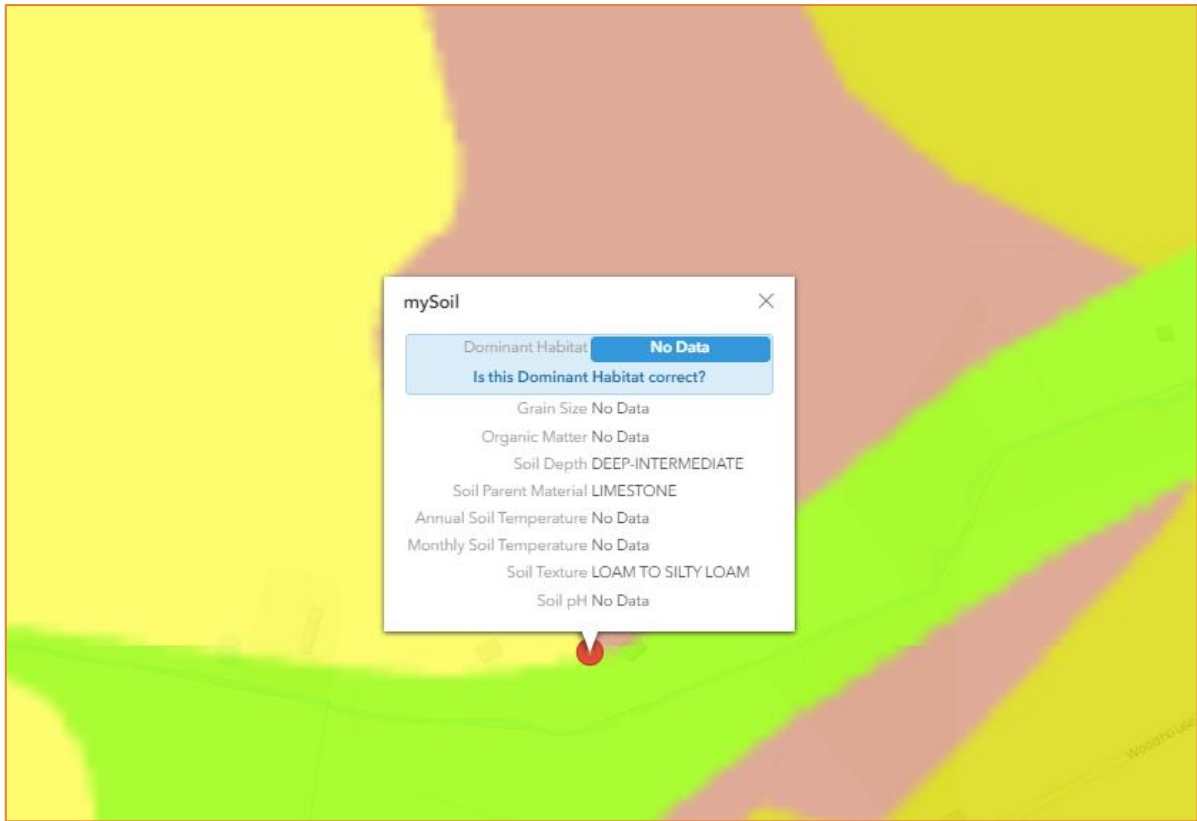 mySoil
Dominant Habitat No Data
Is this Dominant Habitat correct?
Grain Size No Data
Organic Matter No Data
Soil Depth DEEP-INTERMEDIATE
Soil Parent Material LIMESTONE
Annual Soil Temperature No Data
Monthly Soil Temperature No Data
Soil Texture LOAM TO SILTY LOAM
Soil pH No Data
Woodhouse